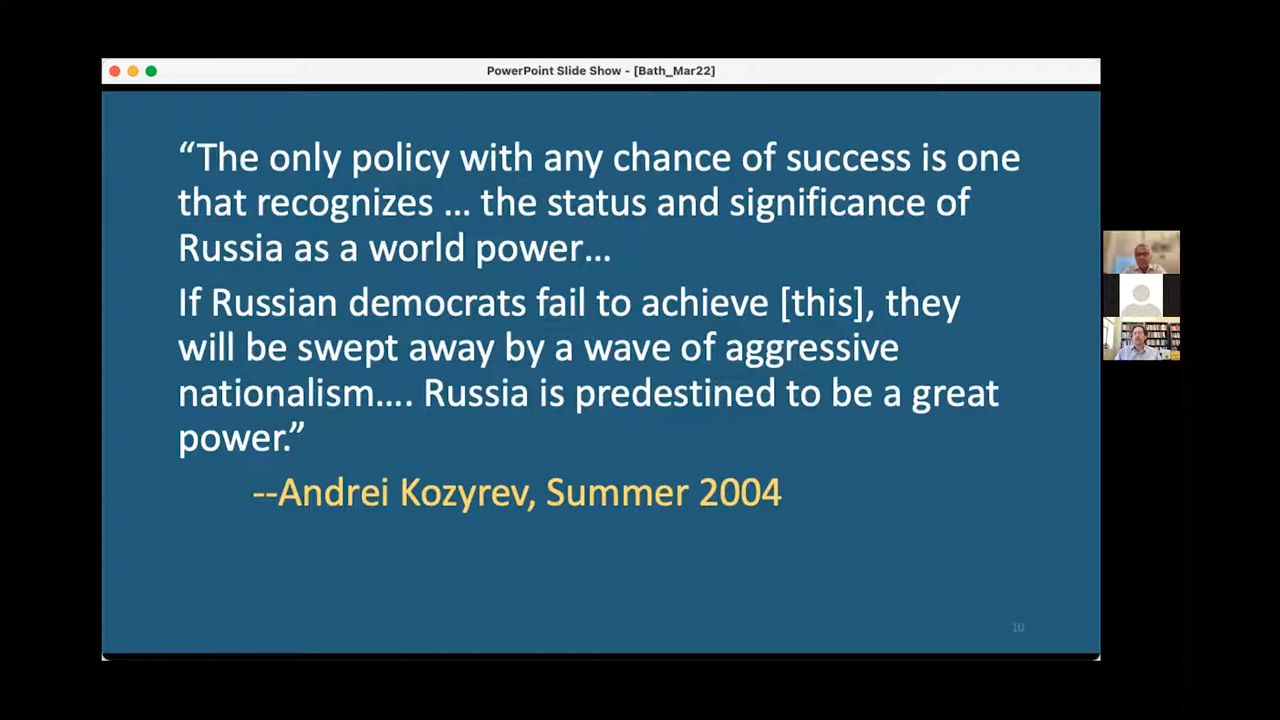 PowerPoint Slide Show - [Bath_Mar22]
“The only policy with any chance of success is one
that recognizes … the status and significance of
Russia as a world power…
If Russian democrats fail to achieve [this], they
will be swept away by a wave of aggressive
nationalism…. Russia is predestined to be a great
power.”
--Andrei Kozyrev, Summer 2004
10